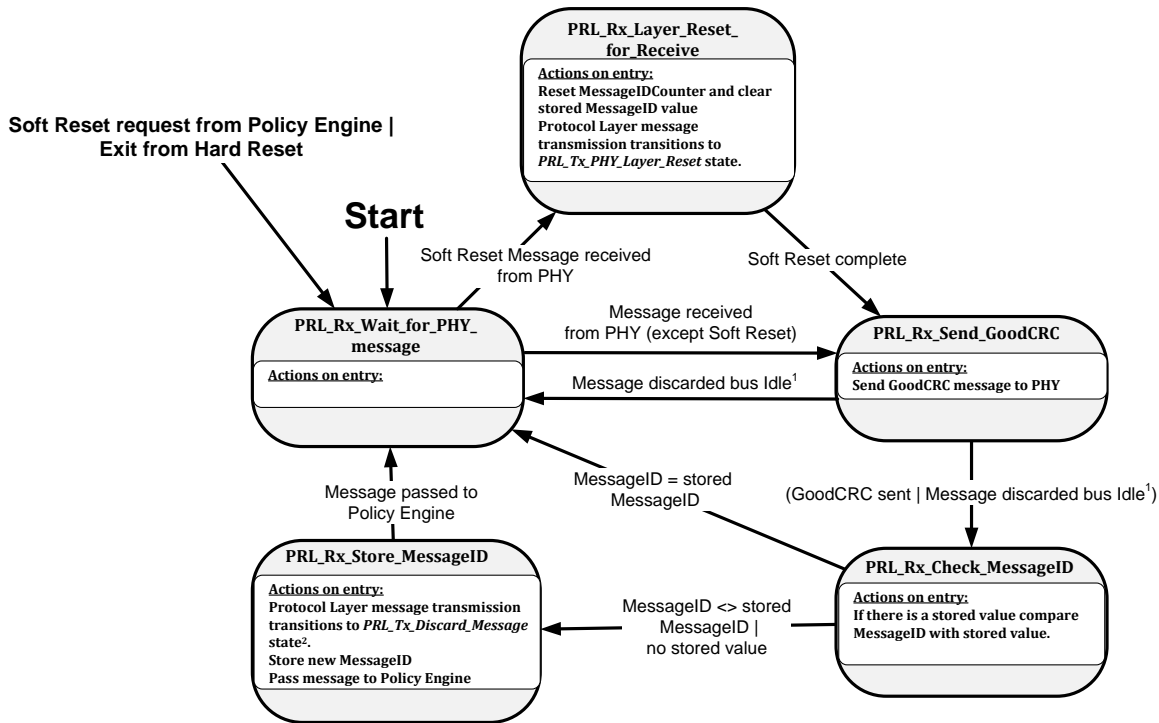 PRL_Rx_Layer_Reset_
for_Receive
Actions on entry:
Reset MessageIDCounter and clear
stored MessageID value
Protocol Layer message
transmission transitions to
PRL_Tx_PHY_Layer_Reset state.
Soft Reset request from Policy Engine |
Exit from Hard Reset
Start
Soft Reset Message received
from PHY
Soft Reset complete
PRL_Rx_Wait_for_PHY_
message
Actions on entry:
Message received
from PHY (except Soft Reset)
Message discarded bus Idle¹
PRL_Rx_Send_GoodCRC
Actions on entry:
Send GoodCRC message to PHY
Message passed to
Policy Engine
MessageID = stored
MessageID
(GoodCRC sent | Message discarded bus Idle¹)
PRL_Rx_Store_MessageID
Actions on entry:
Protocol Layer message transmission
transitions to PRL_Tx_Discard_Message
state².
Store new MessageID
Pass message to Policy Engine
MessageID <> stored
MessageID |
no stored value
PRL_Rx_Check_MessageID
Actions on entry:
If there is a stored value compare
MessageID with stored value.